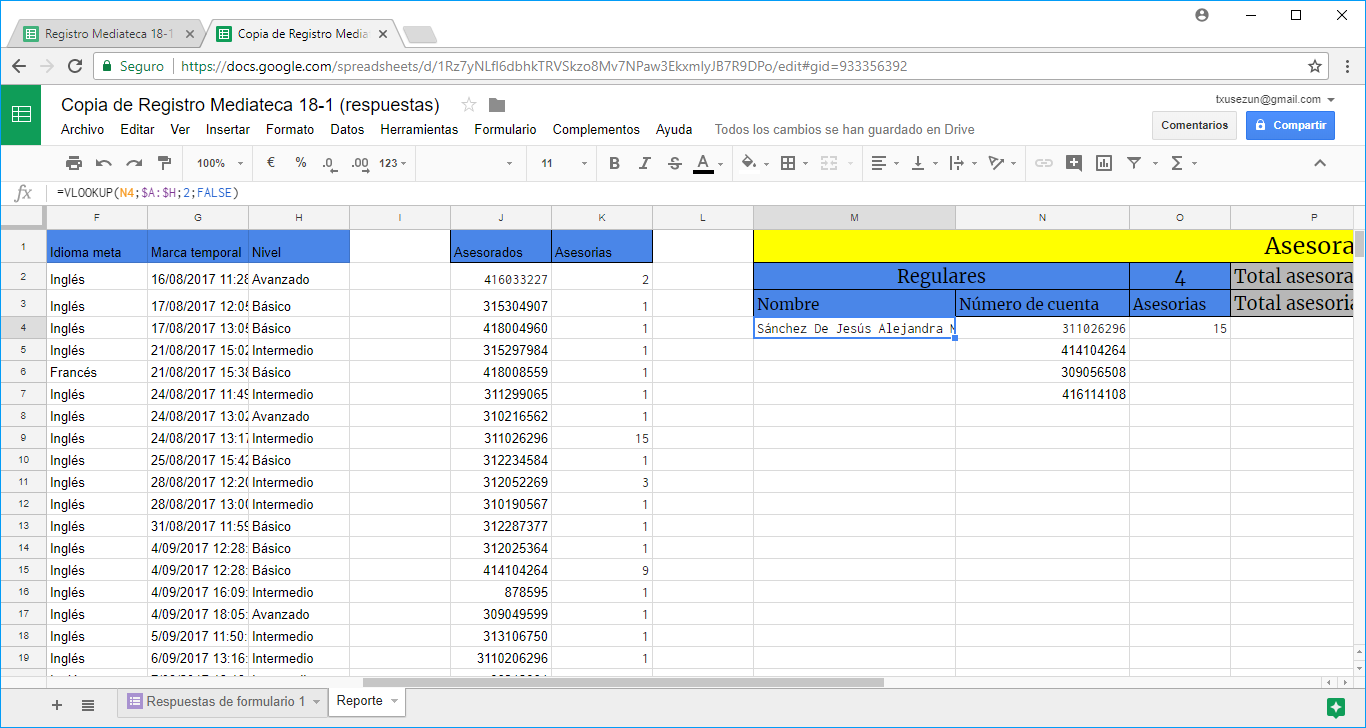 Registro Mediateca 18-1
Copia de Registro Media
Seguro https://docs.google.com/spreadsheets/d/1Rz7yNLfl6dbhkTRVSkzo8Mv7NPaw3EkxmlyJB7R9DPo/edit#gid=933356392
Copia de Registro Mediateca 18-1 (respuestas)
txusezun@gmail.com
Archivo Editar Ver Insertar Formato Datos Herramientas Formulario Complementos Ayuda Todos los cambios se han guardado en Drive
Comentarios Compartir
100% € % .0 .00 123 11 B I S A Σ
fx =VLOOKUP(N4;$A:$H;2;FALSE)
F G H I J K L M N O P
1 Idioma meta Marca temporal Nivel Asesorados Asesorias Asesora
2 Inglés 16/08/2017 11:28 Avanzado 416033227 2 Regulares 4 Total asesora
3 Inglés 17/08/2017 12:05 Básico 315304907 1 Nombre Número de cuenta Asesorias Total asesoria
4 Inglés 17/08/2017 13:05 Básico 418004960 1 Sánchez De Jesús Alejandra 311026296 15
5 Inglés 21/08/2017 15:02 Intermedio 315297984 1 414104264
6 Francés 21/08/2017 15:38 Básico 418008559 1 309056508
7 Inglés 24/08/2017 11:49 Intermedio 311299065 1 416114108
8 Inglés 24/08/2017 13:02 Avanzado 310216562 1
9 Inglés 24/08/2017 13:17 Intermedio 311026296 15
10 Inglés 25/08/2017 15:42 Básico 312234584 1
11 Inglés 28/08/2017 12:20 Intermedio 312052269 3
12 Inglés 28/08/2017 13:00 Intermedio 310190567 1
13 Inglés 31/08/2017 11:59 Básico 312287377 1
14 Inglés 4/09/2017 12:28: Básico 312025364 1
15 Inglés 4/09/2017 12:28: Básico 414104264 9
16 Inglés 4/09/2017 16:09: Intermedio 878595 1
17 Inglés 4/09/2017 18:05: Avanzado 309049599 1
18 Inglés 5/09/2017 11:50: Intermedio 313106750 1
19 Inglés 6/09/2017 13:16: Intermedio 3110206296 1
Respuestas de formulario 1 Reporte